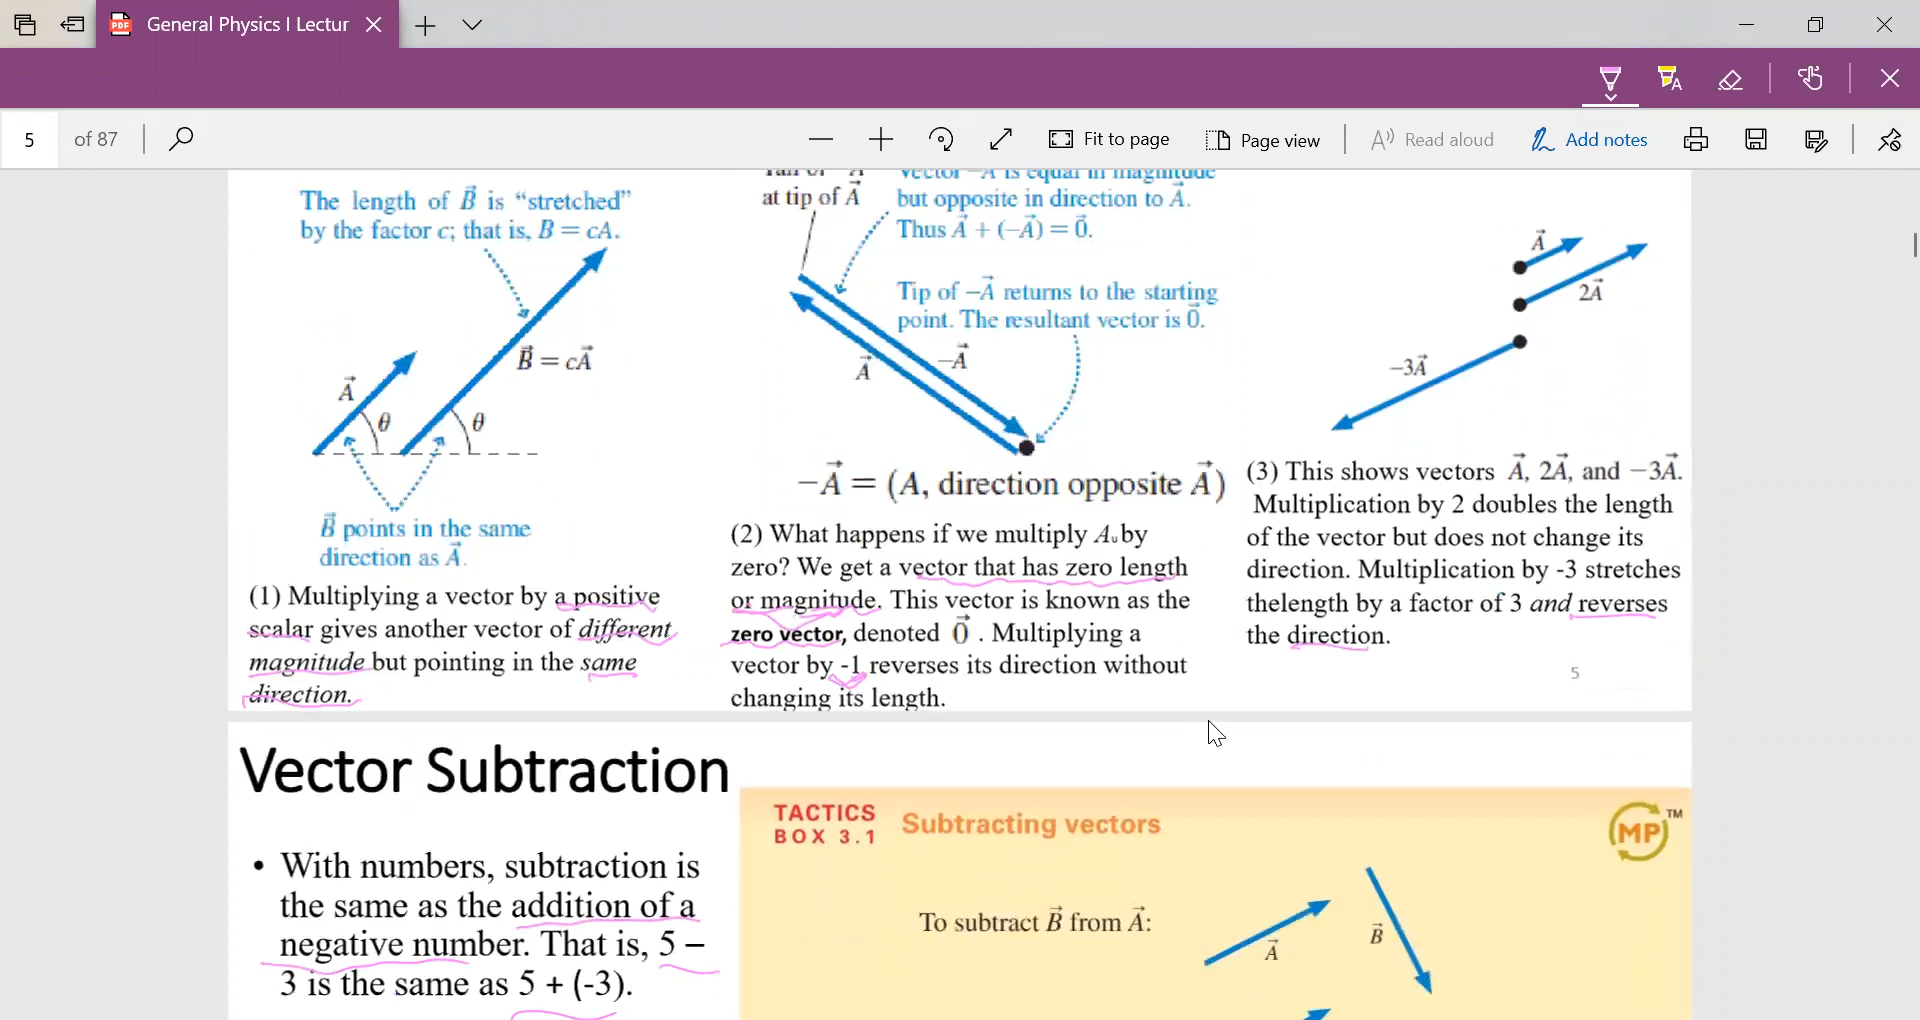 General Physics I Lectur
5 of 87
Fit to page
Page view
Read aloud
Add notes
The length of B⃗ is “stretched”
by the factor c; that is, B = cA.
A⃗
θ
θ
B⃗ = cA⃗
B⃗ points in the same
direction as A⃗.
(1) Multiplying a vector by a positive
scalar gives another vector of different
magnitude but pointing in the same
direction.
at tip of A⃗
Vector −A⃗ is equal in magnitude
but opposite in direction to A⃗.
Thus A⃗ + (−A⃗) = 0⃗.
Tip of −A⃗ returns to the starting
point. The resultant vector is 0⃗.
−A⃗
A⃗
−A⃗ = (A, direction opposite A⃗)
(2) What happens if we multiply A by
zero? We get a vector that has zero length
or magnitude. This vector is known as the
zero vector, denoted 0⃗ . Multiplying a
vector by -1 reverses its direction without
changing its length.
A⃗
2A⃗
−3A⃗
(3) This shows vectors A⃗, 2A⃗, and −3A⃗.
Multiplication by 2 doubles the length
of the vector but does not change its
direction. Multiplication by -3 stretches
thelength by a factor of 3 and reverses
the direction.
5
Vector Subtraction
• With numbers, subtraction is
the same as the addition of a
negative number. That is, 5 −
3 is the same as 5 + (-3).
TACTICS
BOX 3.1
Subtracting vectors
MP™
To subtract B⃗ from A⃗:
A⃗
B⃗